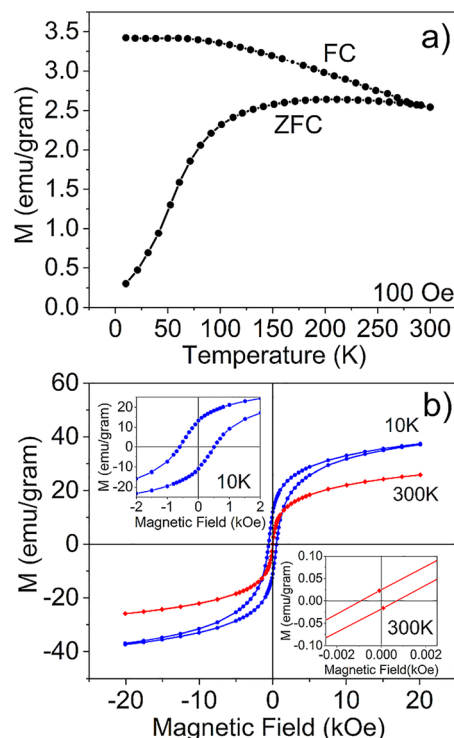 a)
3.5
3.0
2.5
2.0
1.5
1.0
0.5
0.0
M (emu/gram)
FC
ZFC
100 Oe
0 50 100 150 200 250 300
Temperature (K)
b)
60
40
20
0
-20
-40
M (emu/gram)
10K
300K
20
10
0
-10
-20
M (emu/gram)
10K
-2 -1 0 1 2
Magnetic Field (kOe)
0.10
0.05
0.00
-0.05
-0.10
M (emu/gram)
300K
-0.002 0.000 0.002
Magnetic Field(kOe)
-20 -10 0 10 20
Magnetic Field (kOe)